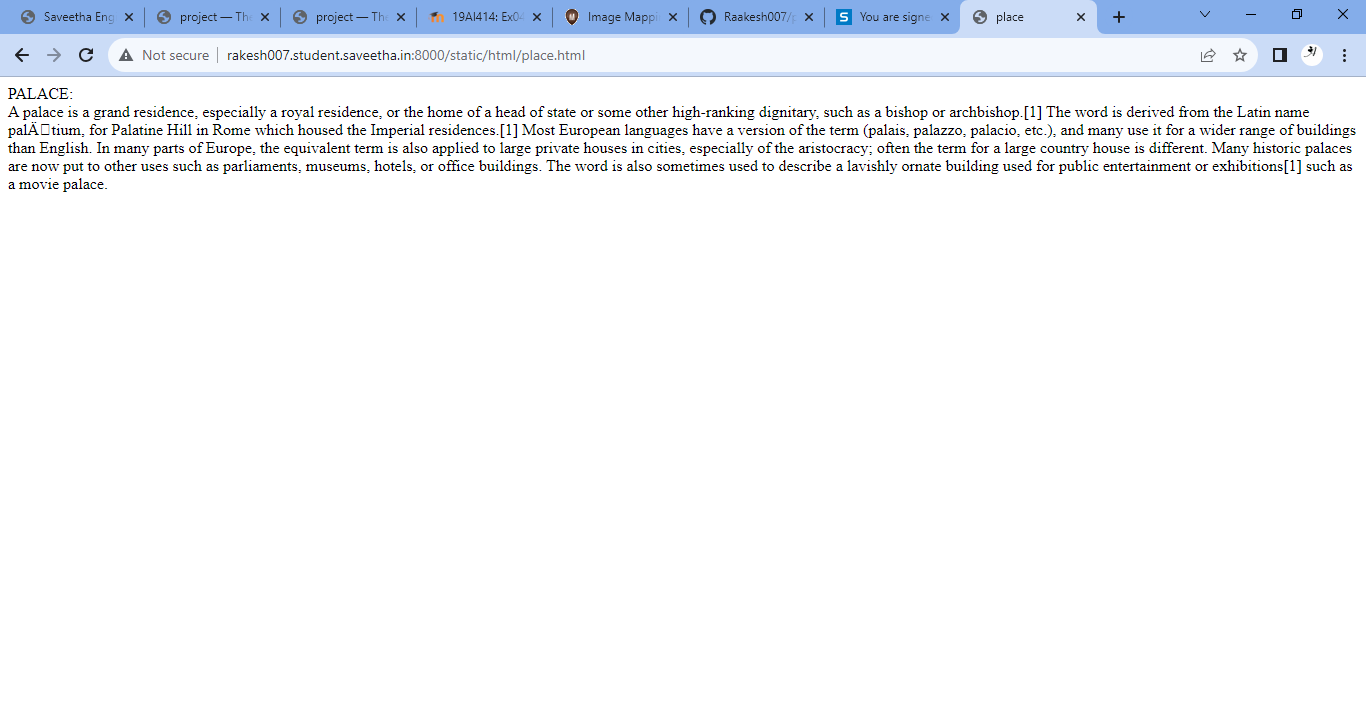 Saveetha Eng
project — The
project — The
19AI414: Ex04
Image Mappi
Raakesh007/p
S
You are signe
place
Not secure
rakesh007.student.saveetha.in:8000/static/html/place.html
PALACE:
A palace is a grand residence, especially a royal residence, or the home of a head of state or some other high-ranking dignitary, such as a bishop or archbishop.[1] The word is derived from the Latin name
palÄ□tium, for Palatine Hill in Rome which housed the Imperial residences.[1] Most European languages have a version of the term (palais, palazzo, palacio, etc.), and many use it for a wider range of buildings
than English. In many parts of Europe, the equivalent term is also applied to large private houses in cities, especially of the aristocracy; often the term for a large country house is different. Many historic palaces
are now put to other uses such as parliaments, museums, hotels, or office buildings. The word is also sometimes used to describe a lavishly ornate building used for public entertainment or exhibitions[1] such as
a movie palace.